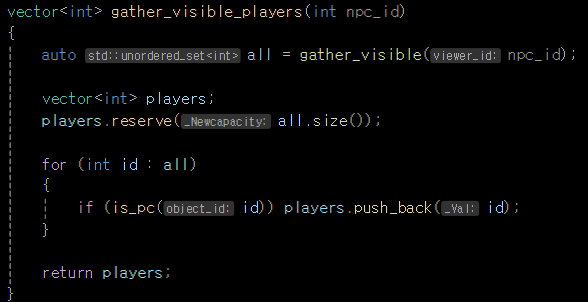 vector<int> gather_visible_players(int npc_id)
{
auto std::unordered_set<int> all = gather_visible(viewer_id: npc_id);
vector<int> players;
players.reserve(_Newcapacity: all.size());
for (int id : all)
{
if (is_pc(object_id: id)) players.push_back(_Val: id);
}
return players;
}